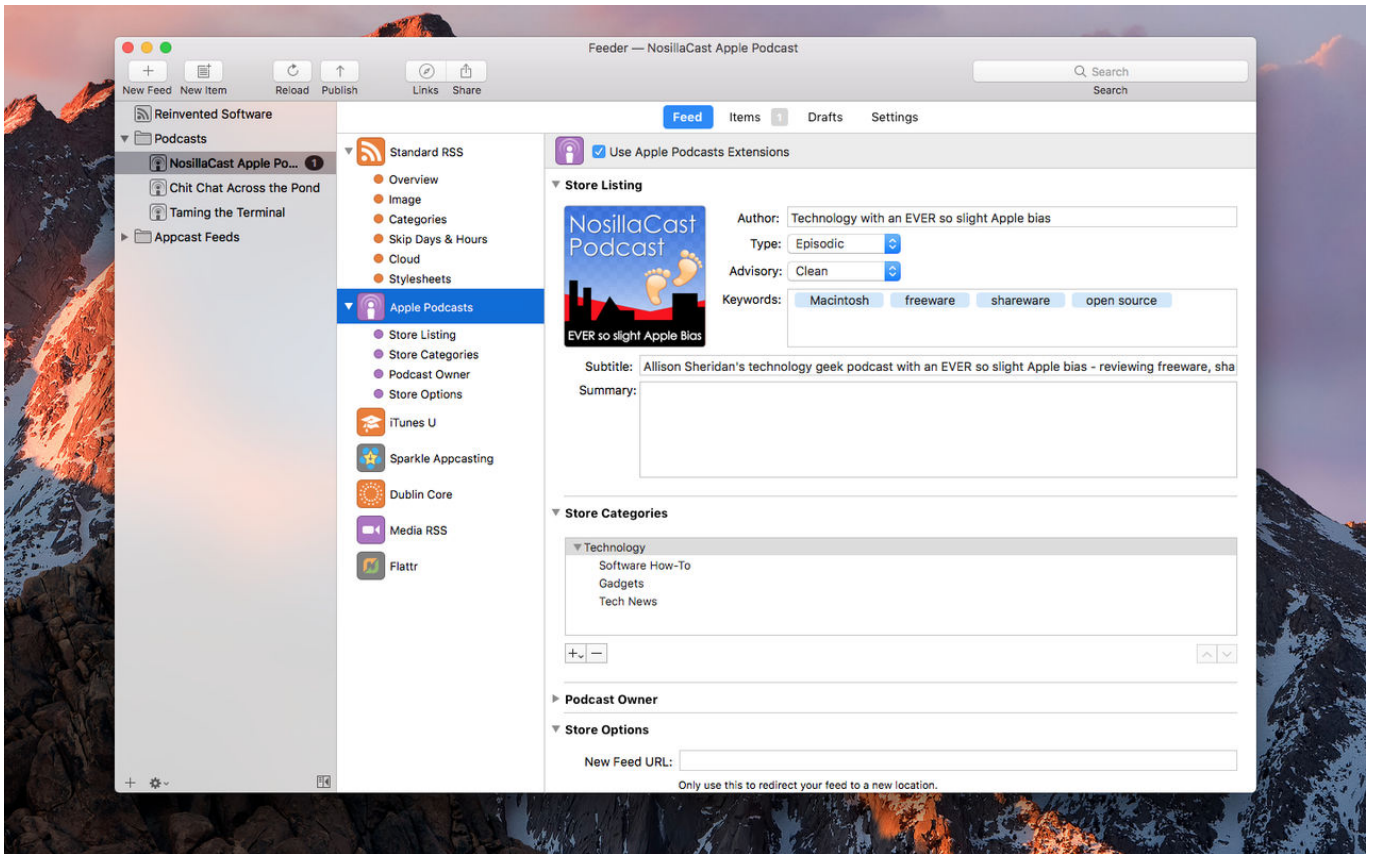 Feeder — NosillaCast Apple Podcast
New Feed New Item Reload Publish Links Share
Search
Search
Reinvented Software
Podcasts
NosillaCast Apple Po... 1
Chit Chat Across the Pond
Taming the Terminal
Appcast Feeds
Feed Items 1 Drafts Settings
Standard RSS
Overview
Image
Categories
Skip Days & Hours
Cloud
Stylesheets
Apple Podcasts
Store Listing
Store Categories
Podcast Owner
Store Options
iTunes U
Sparkle Appcasting
Dublin Core
Media RSS
Flattr
Use Apple Podcasts Extensions
Store Listing
NosillaCast
Podcast
EVER so slight Apple Bias
Author: Technology with an EVER so slight Apple bias
Type: Episodic
Advisory: Clean
Keywords: Macintosh freeware shareware open source
Subtitle: Allison Sheridan's technology geek podcast with an EVER so slight Apple bias - reviewing freeware, sha
Summary:
Store Categories
Technology
Software How-To
Gadgets
Tech News
Podcast Owner
Store Options
New Feed URL:
Only use this to redirect your feed to a new location.